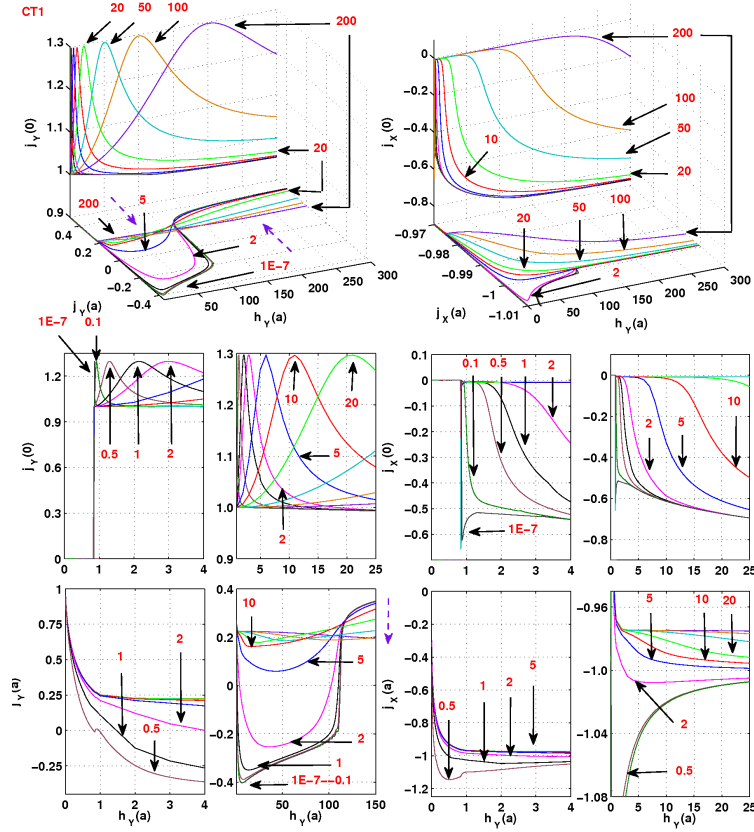 CT1
20 50 100
200
1.3
1.2
1.1
1
0.9
j_Y(0)
20
200
5
2
1E-7
0.4
0.2
0
−0.2
−0.4
j_Y(a)
0 50 100 150 200 250 300
h_Y(a)
0
−0.2
−0.4
−0.6
−0.8
j_X(0)
200
100
50
20
10
20 50 100
2
−0.97
−0.98
−0.99
−1
−1.01
j_X(a)
0 50 100 150 200 250 300
h_Y(a)
1E−7 0.1
1.2
0.9
0.6
0.3
0
j_Y(0)
0.5 1 2
0 1 2 3 4
1.3
1.2
1.1
1.0
0.9
j_Y(0)
10 20
5
2
5 10 15 20 25
0
−0.1
−0.2
−0.3
−0.4
−0.5
−0.6
j_X(0)
0.1 0.5 1 2
1E-7
0 1 2 3 4
0
−0.2
−0.4
−0.6
−0.8
2 5 10
5 10 15 20 25
1
0.75
0.5
0.25
0
−0.25
j_Y(a)
1 2
0.5
0 1 2 3 4
h_Y(a)
0.4
0.2
0
−0.2
−0.4
10
5
2
1
1E-7−−0.1
0 50 100 150
h_Y(a)
0
−0.2
−0.4
−0.6
−0.8
−1
−1.2
j_X(a)
0.5 1 2 5
0 1 2 3 4
h_Y(a)
−0.96
−1.0
−1.04
−1.08
5 10 20
2
0.5
0 5 10 15 20 25
h_Y(a)